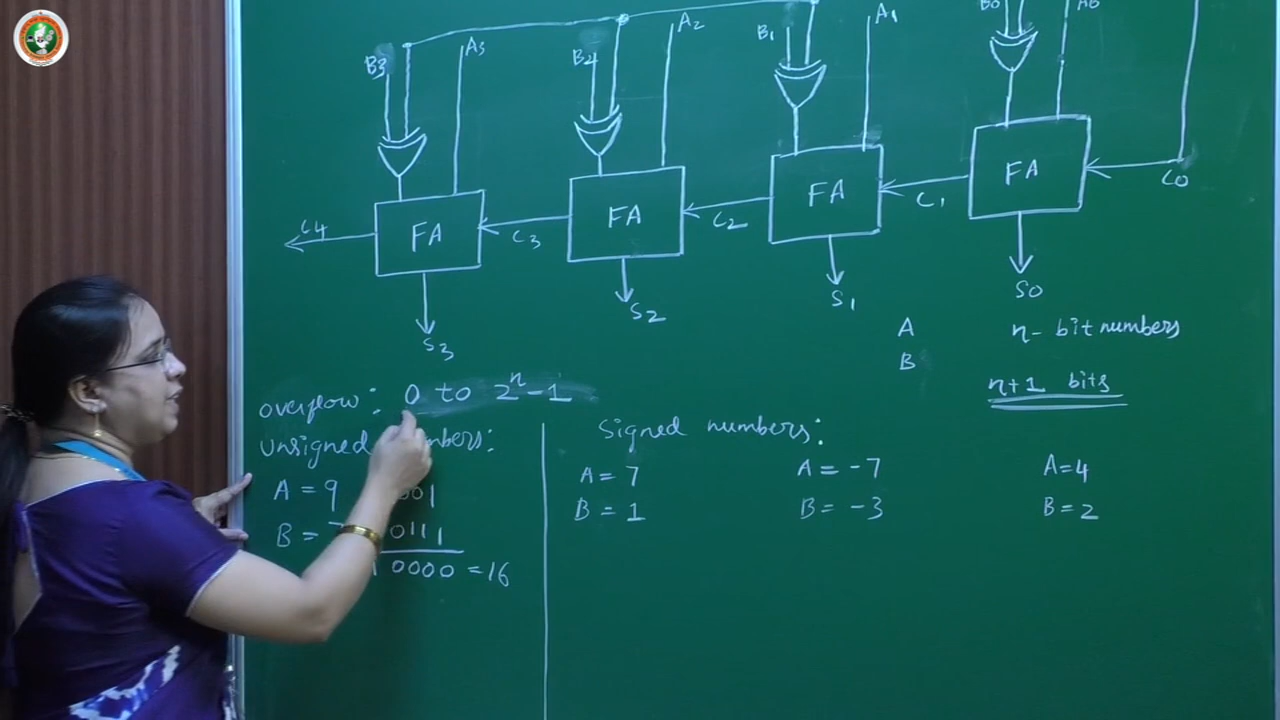 B3 A3 B2 A2 B1 A1 B0 A0
FA FA FA FA
C4 C3 C2 C1 C0
S3 S2 S1 S0
A n- bit numbers
B
n+1 bits
overflow: 0 to 2^n-1
unsigned Signed numbers:
A = 9 A = 7 A = -7 A=4
B = 0111 B = 1 B = -3 B = 2
0000 =16